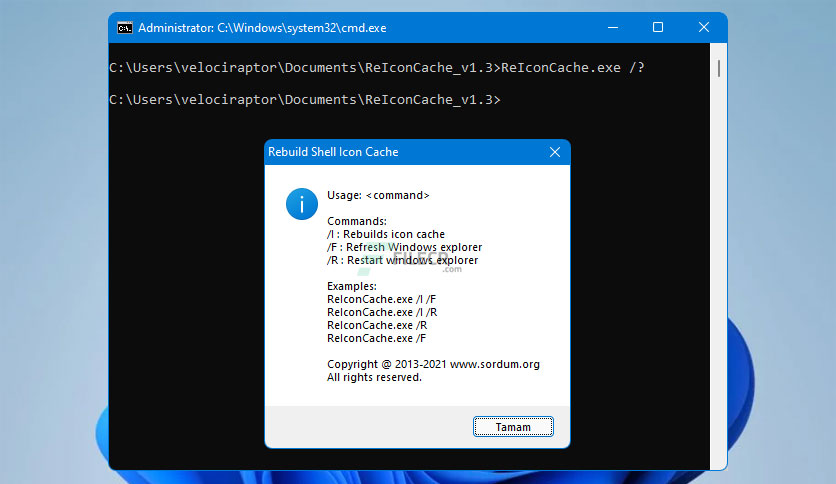 Administrator: C:\Windows\system32\cmd.exe
C:\Users\velociraptor\Documents\ReIconCache_v1.3>ReIconCache.exe /?
C:\Users\velociraptor\Documents\ReIconCache_v1.3>
Rebuild Shell Icon Cache
Usage: <command>
Commands:
/I : Rebuilds icon cache
/F : Refresh Windows explorer
/R : Restart windows explorer
FILECR
.com
Examples:
ReIconCache.exe /I /F
ReIconCache.exe /I /R
ReIconCache.exe /R
ReIconCache.exe /F
Copyright @ 2013-2021 www.sordum.org
All rights reserved.
Tamam